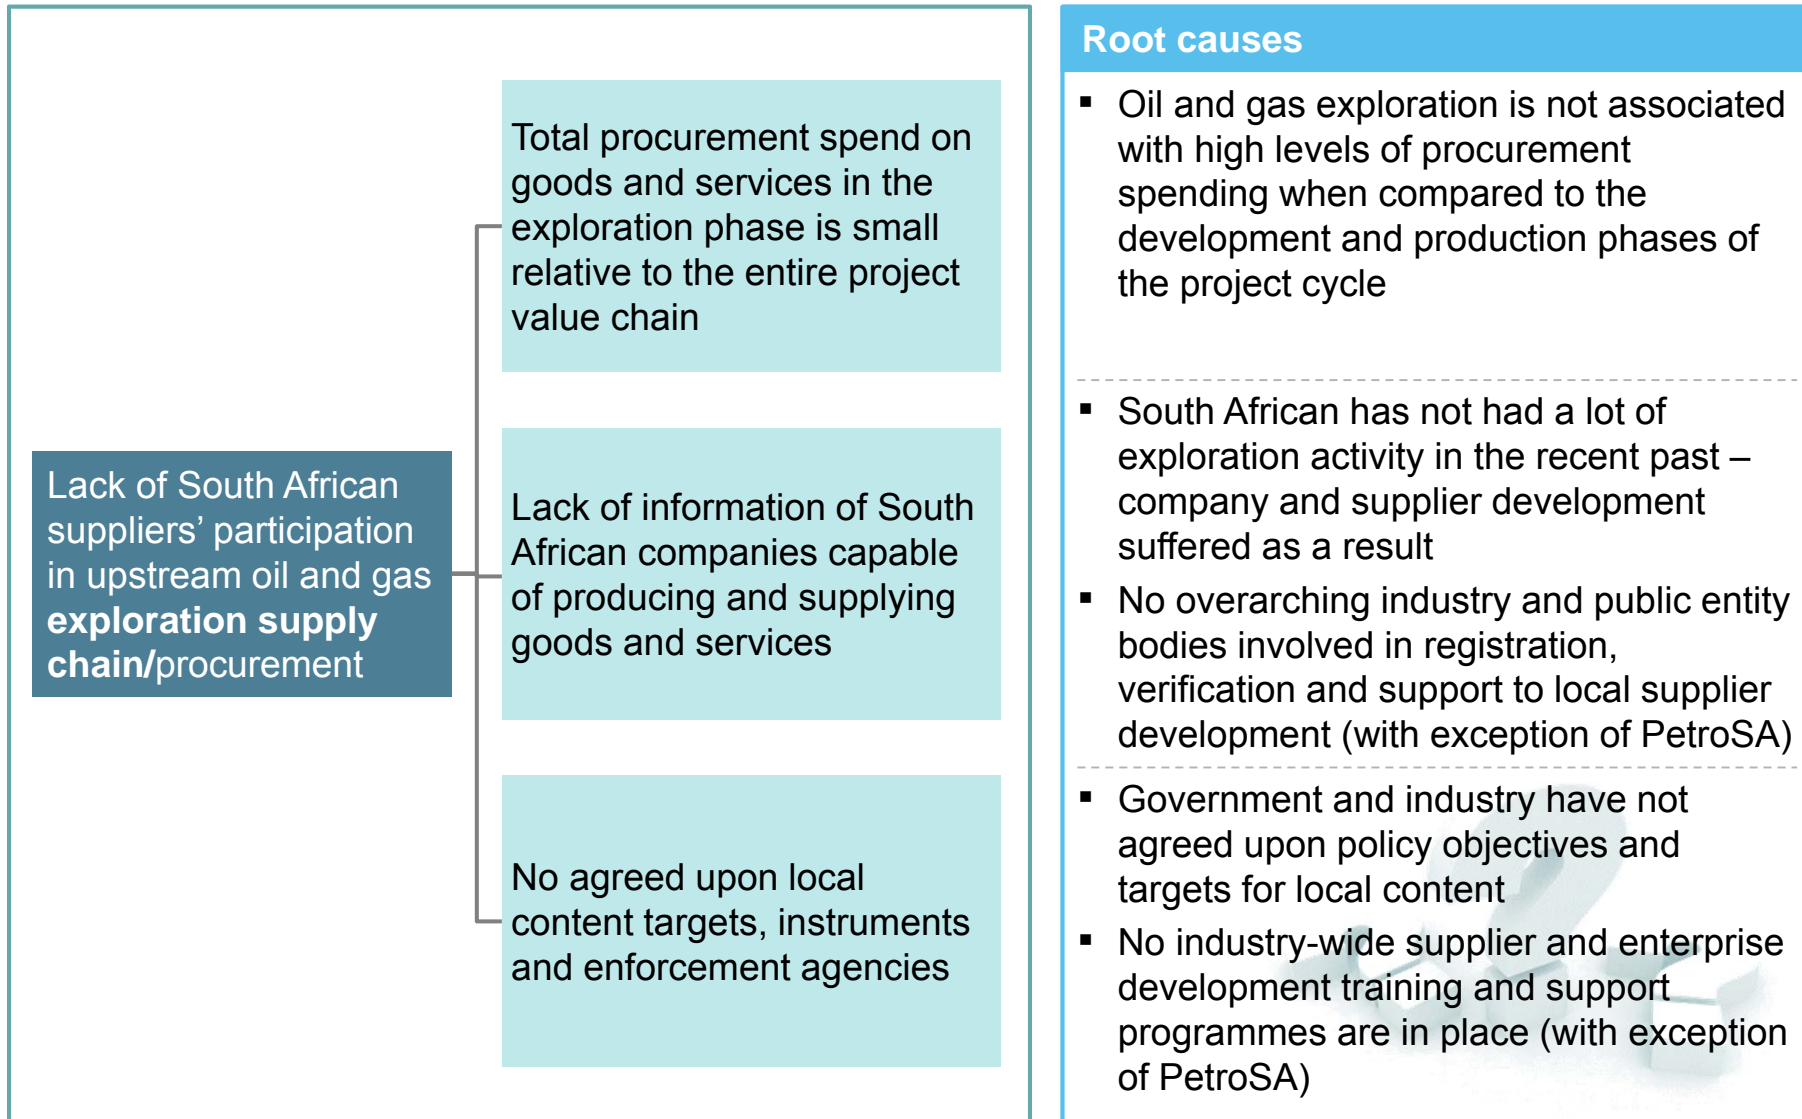 Lack of South African
suppliers’ participation
in upstream oil and gas
exploration supply
chain/procurement
Total procurement spend on
goods and services in the
exploration phase is small
relative to the entire project
value chain
Lack of information of South
African companies capable
of producing and supplying
goods and services
No agreed upon local
content targets, instruments
and enforcement agencies
Root causes
▪ Oil and gas exploration is not associated
with high levels of procurement
spending when compared to the
development and production phases of
the project cycle
▪ South African has not had a lot of
exploration activity in the recent past –
company and supplier development
suffered as a result
▪ No overarching industry and public entity
bodies involved in registration,
verification and support to local supplier
development (with exception of PetroSA)
▪ Government and industry have not
agreed upon policy objectives and
targets for local content
▪ No industry-wide supplier and enterprise
development training and support
programmes are in place (with exception
of PetroSA)